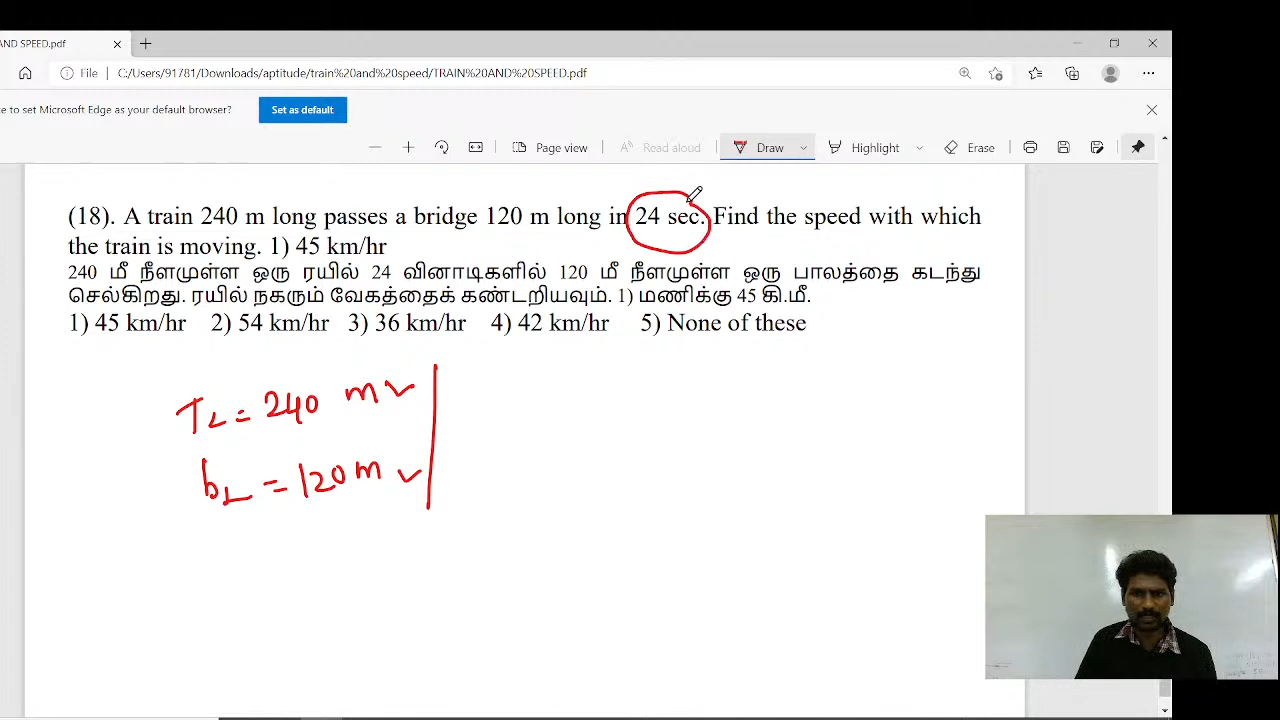 AND SPEED.pdf
File C:/Users/91781/Downloads/aptitude/train%20and%20speed/TRAIN%20AND%20SPEED.pdf
e to set Microsoft Edge as your default browser? Set as default
Page view Read aloud Draw Highlight Erase
(18). A train 240 m long passes a bridge 120 m long in 24 sec. Find the speed with which
the train is moving. 1) 45 km/hr
240 மீ நீளமுள்ள ஒரு ரயில் 24 வினாடிகளில் 120 மீ நீளமுள்ள ஒரு பாலத்தை கடந்து
செல்கிறது. ரயில் நகரும் வேகத்தைக் கண்டறியவும். 1) மணிக்கு 45 கி.மீ.
1) 45 km/hr 2) 54 km/hr 3) 36 km/hr 4) 42 km/hr 5) None of these
TL = 240 m
bL = 120 m